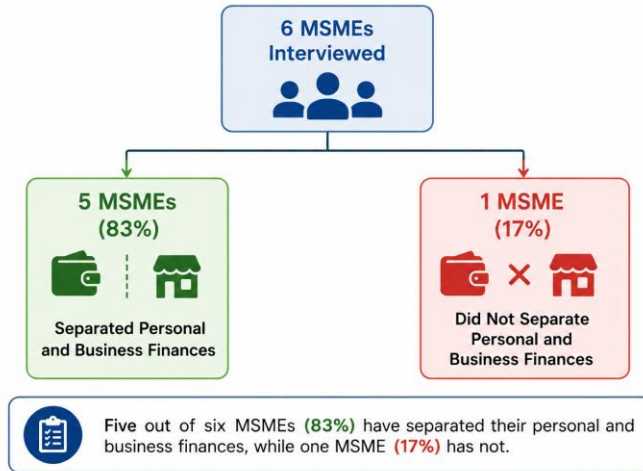 6 MSMEs
Interviewed
5 MSMEs
(83%)
Separated Personal
and Business Finances
1 MSME
(17%)
Did Not Separate
Personal and
Business Finances
Five out of six MSMEs (83%) have separated their personal and
business finances, while one MSME (17%) has not.